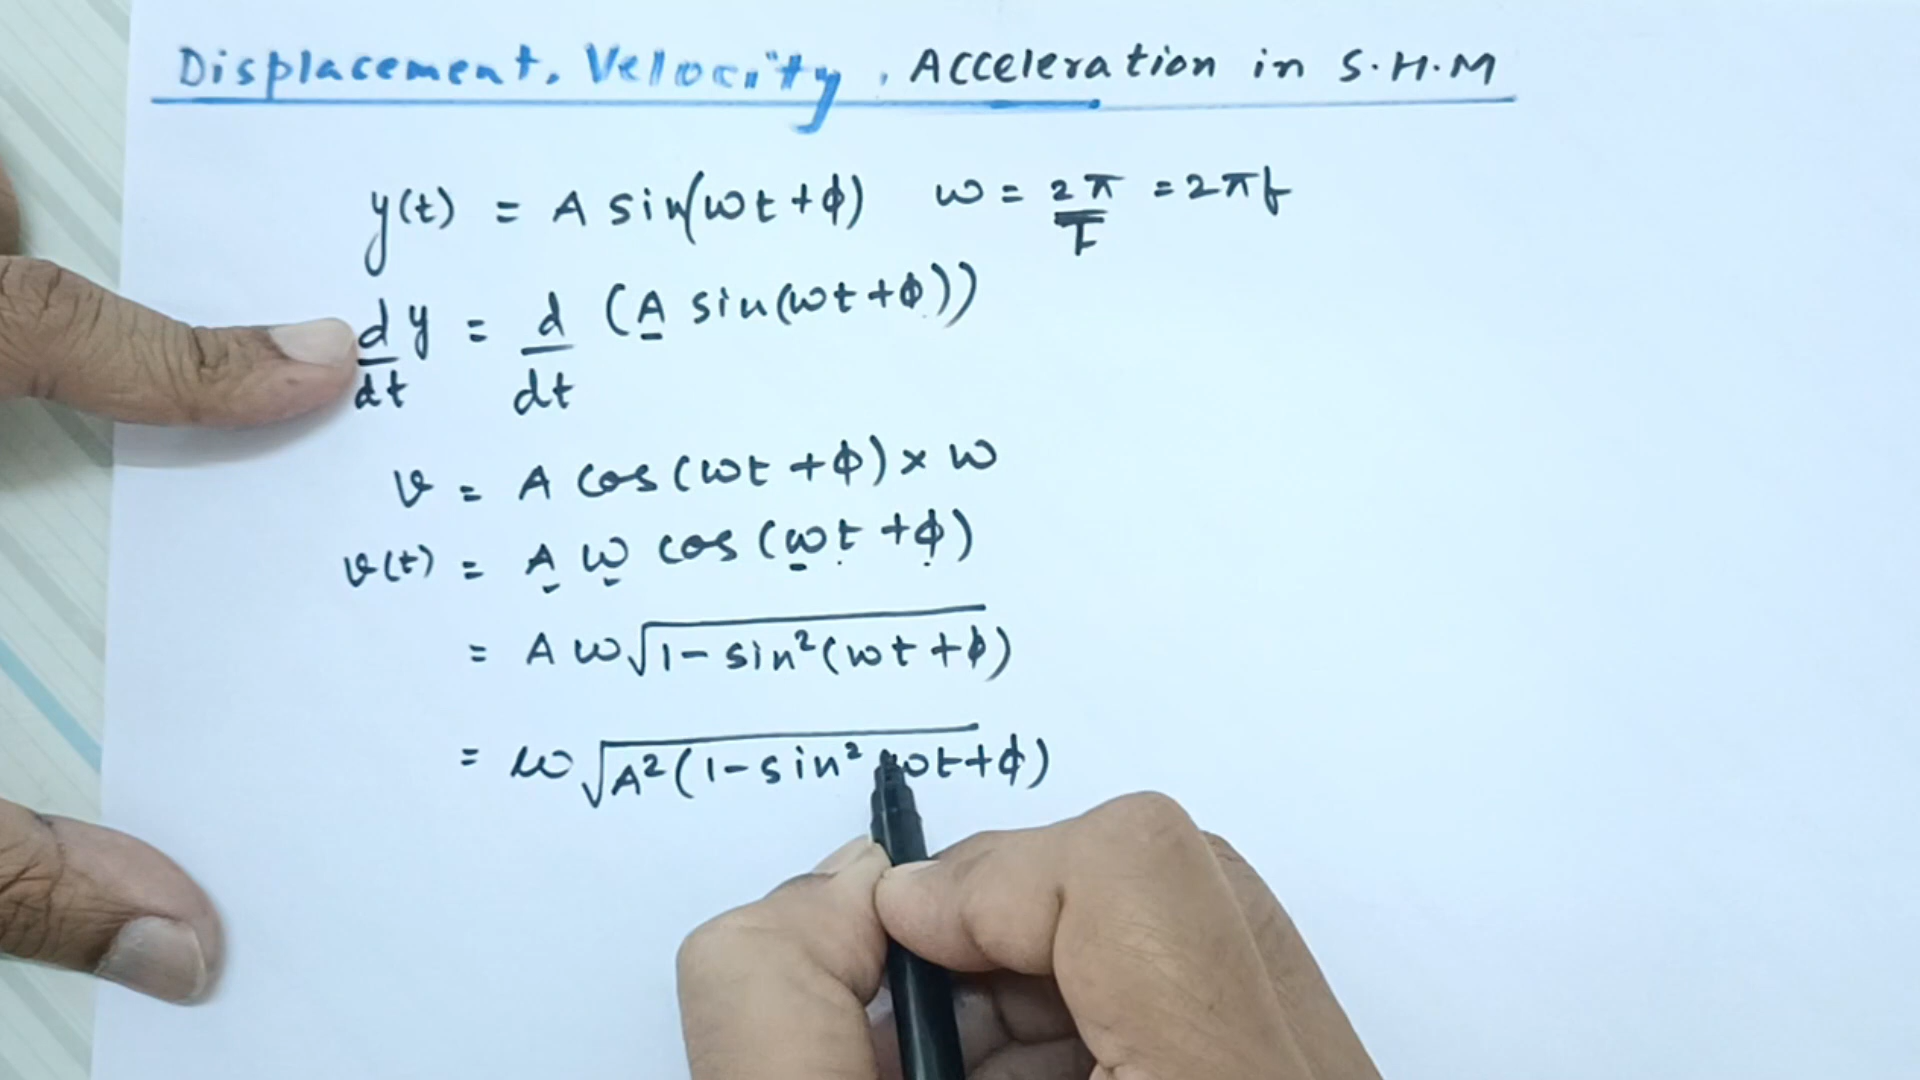 Displacement, Velocity, Acceleration in S.H.M
y(t) = A sin(ωt+ϕ) ω = 2π/T = 2πf
d/dt y = d/dt (A sin(ωt+ϕ))
v = A cos(ωt+ϕ) × ω
v(t) = A ω cos(ωt+ϕ)
= A ω√1-sin²(ωt+ϕ)
= ω√A²(1-sin² ωt+ϕ)